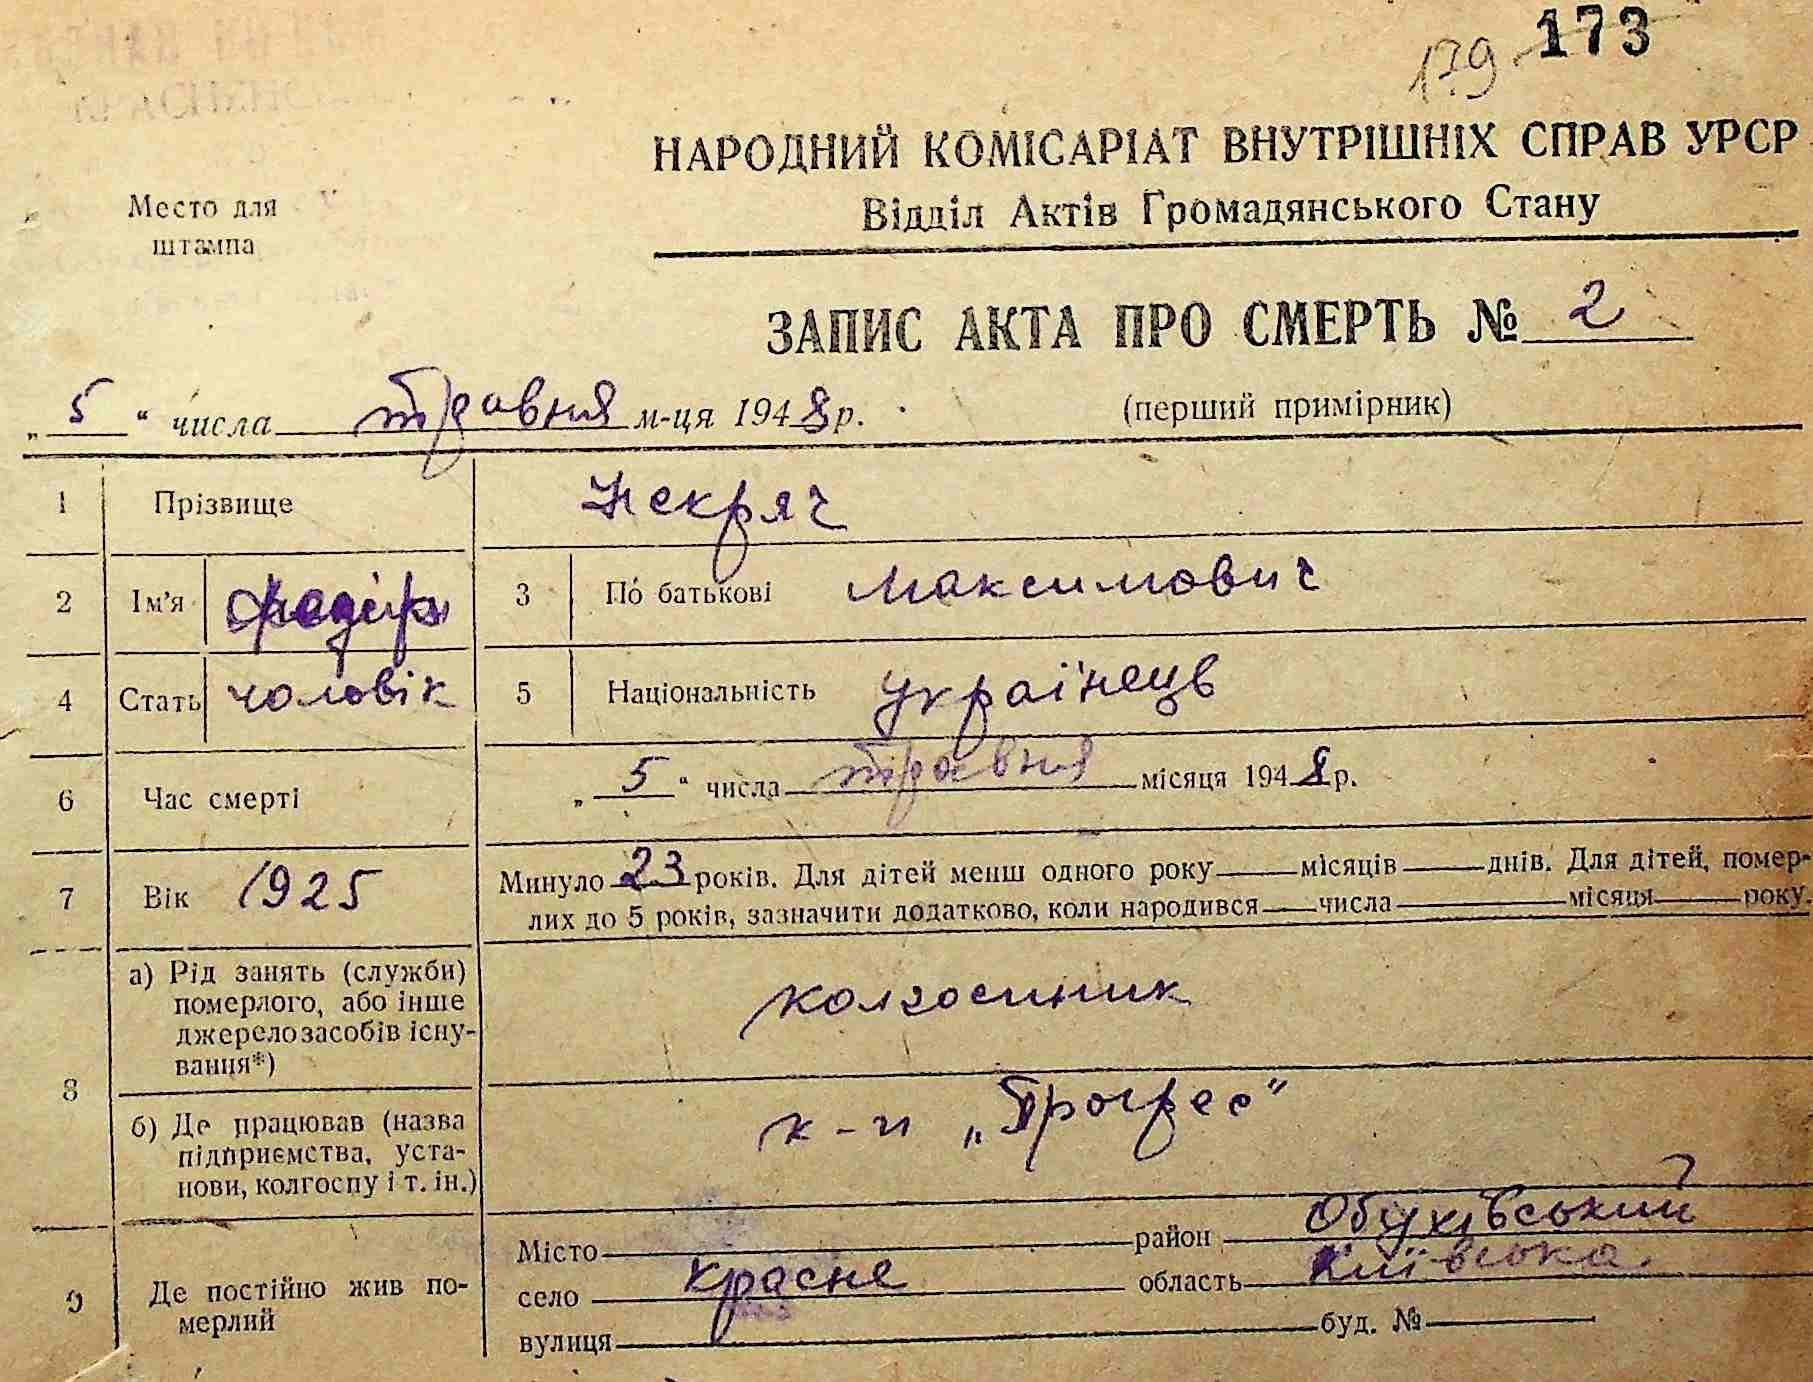 179 173
НАРОДНИЙ КОМІСАРІАТ ВНУТРІШНІХ СПРАВ УРСР
Место для
штампа
Відділ Актів Громадянського Стану
ЗАПИС АКТА ПРО СМЕРТЬ № 2
„5“ числа травня м-ця 1948 р.
(перший примірник)
1 Прізвище Некряч
2 Ім’я Федір 3 По батькові Максимович
4 Стать чоловік 5 Національність українець
6 Час смерті „5“ числа травня місяця 1948 р.
7 Вік 1925 Минуло 23 років. Для дітей менш одного року — місяців — днів. Для дітей, помер-
лих до 5 років, зазначити додатково, коли народився — числа — місяця — року.
8 а) Рід занять (служби)
померлого, або інше
джерело засобів існу-
вання*)
колгоспник
б) Де працював (назва
підприємства, уста-
нови, колгоспу і т. ін.)
к-п „Прогрес“
9 Де постійно жив по-
мерлий
Місто — район Обухівський
село Красне область Київська
вулиця — буд. № —